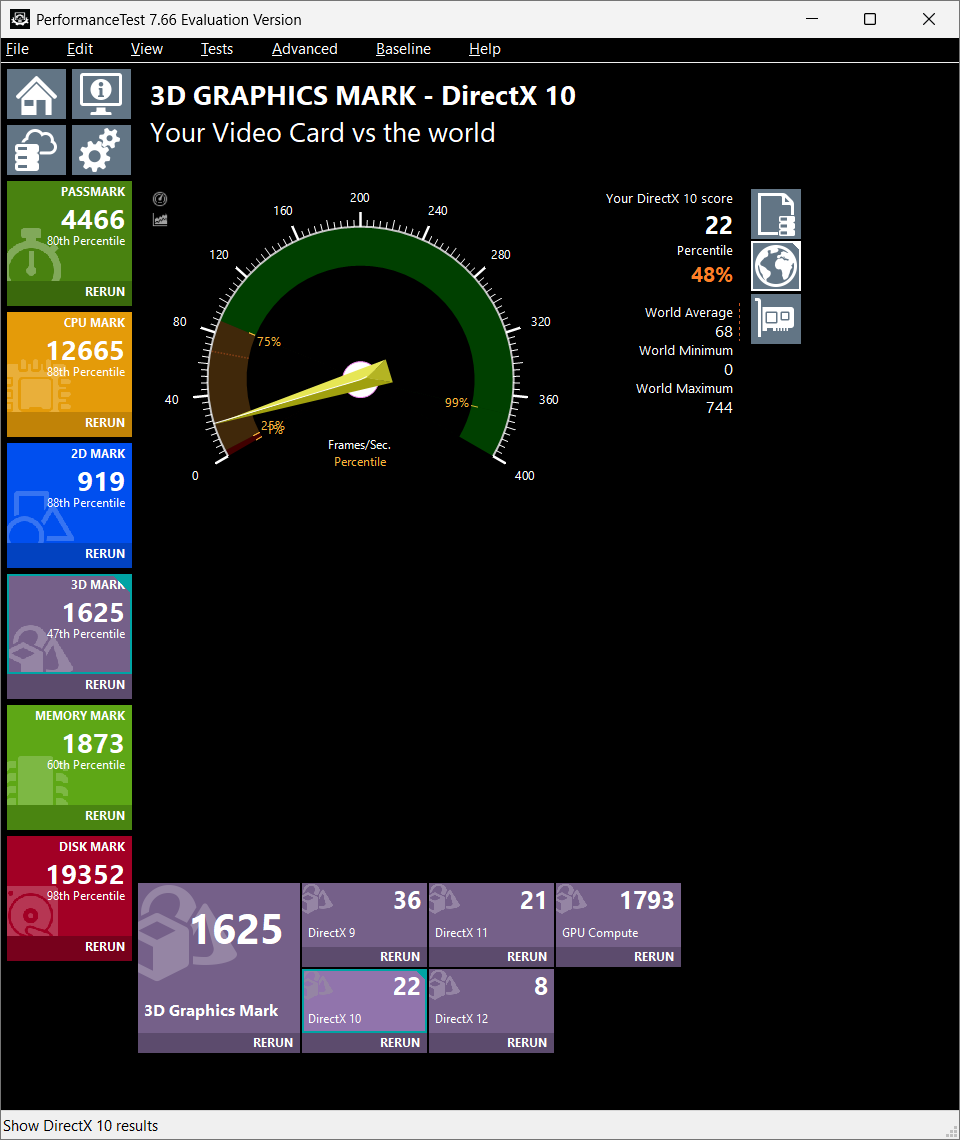 PerformanceTest 7.66 Evaluation Version
File Edit View Tests Advanced Baseline Help
3D GRAPHICS MARK - DirectX 10
Your Video Card vs the world
PASSMARK
4466
80th Percentile
RERUN
CPU MARK
12665
88th Percentile
RERUN
2D MARK
919
88th Percentile
RERUN
3D MARK
1625
47th Percentile
RERUN
MEMORY MARK
1873
60th Percentile
RERUN
DISK MARK
19352
98th Percentile
RERUN
0
40
80
120
160
200
240
280
320
360
400
75%
25%
1%
99%
Frames/Sec.
Percentile
Your DirectX 10 score
22
Percentile
48%
World Average
68
World Minimum
0
World Maximum
744
1625
3D Graphics Mark
RERUN
36
DirectX 9
RERUN
21
DirectX 11
RERUN
1793
GPU Compute
RERUN
22
DirectX 10
RERUN
8
DirectX 12
RERUN
Show DirectX 10 results